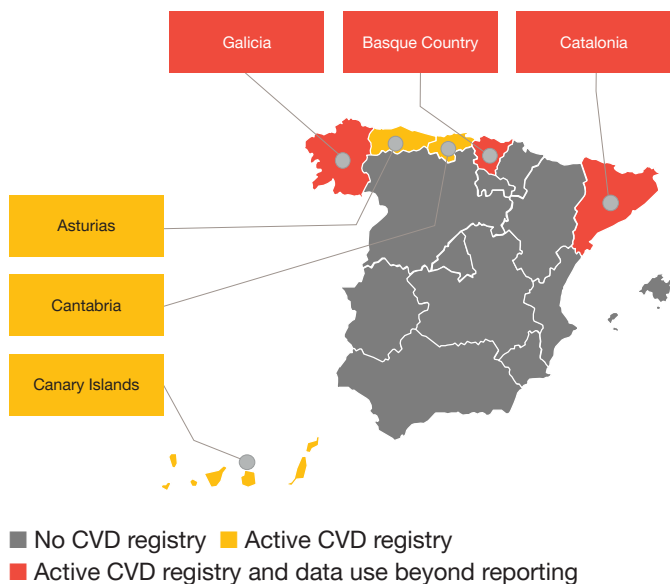 Galicia
Basque Country
Catalonia
Asturias
Cantabria
Canary Islands
No CVD registry
Active CVD registry
Active CVD registry and data use beyond reporting